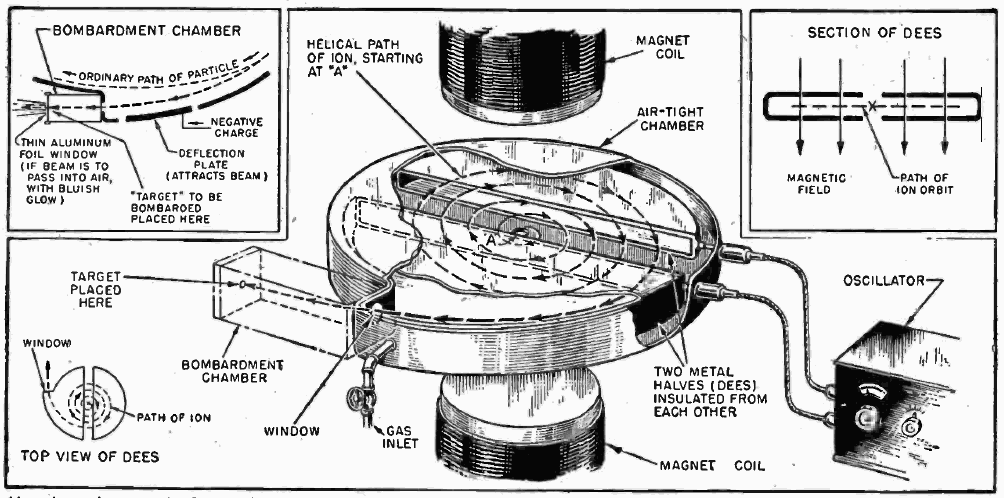 BOMBARDMENT CHAMBER
ORDINARY PATH OF PARTICLE
NEGATIVE
CHARGE
THIN ALUMINUM
FOIL WINDOW
(IF BEAM IS TO
PASS INTO AIR,
WITH BLUISH
GLOW)
DEFLECTION
PLATE
(ATTRACTS BEAM)
"TARGET" TO BE
BOMBAROED
PLACED HERE
HELICAL PATH
OF ION, STARTING
AT "A"
MAGNET
COIL
AIR-TIGHT
CHAMBER
A
SECTION OF DEES
X
MAGNETIC
FIELD
PATH OF
ION ORBIT
TARGET
PLACED
HERE
BOMBARDMENT
CHAMBER
WINDOW
GAS
INLET
TWO METAL
HALVES (DEES)
INSULATED FROM
EACH OTHER
MAGNET COIL
OSCILLATOR
WINDOW
PATH OF ION
TOP VIEW OF DEES